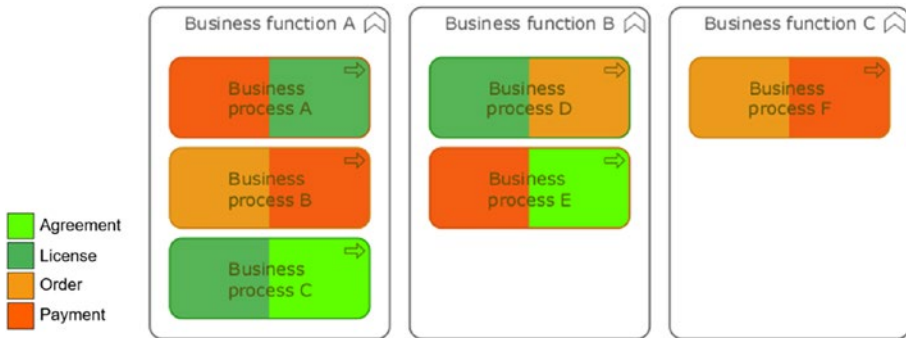 Business function A
Business
process A
Business
process B
Business
process C
Business function B
Business
process D
Business
process E
Business function C
Business
process F
Agreement
License
Order
Payment